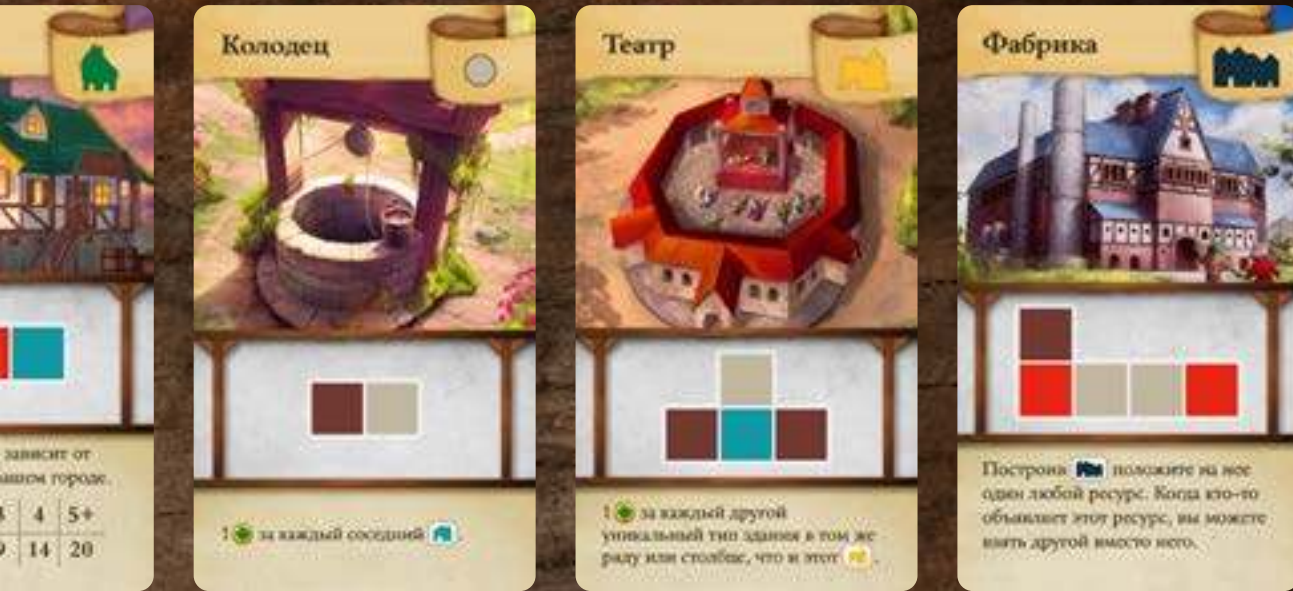 зависит от
вашем городе.
3 4 5+
9 14 20
Колодец
1 за каждый соседний .
Театр
1 за каждый другой
уникальный тип здания в том же
ряду или столбце, что и этот .
Фабрика
Построив положите на нее
один любой ресурс. Когда кто-то
объявляет этот ресурс, вы можете
взять другой вместо него.